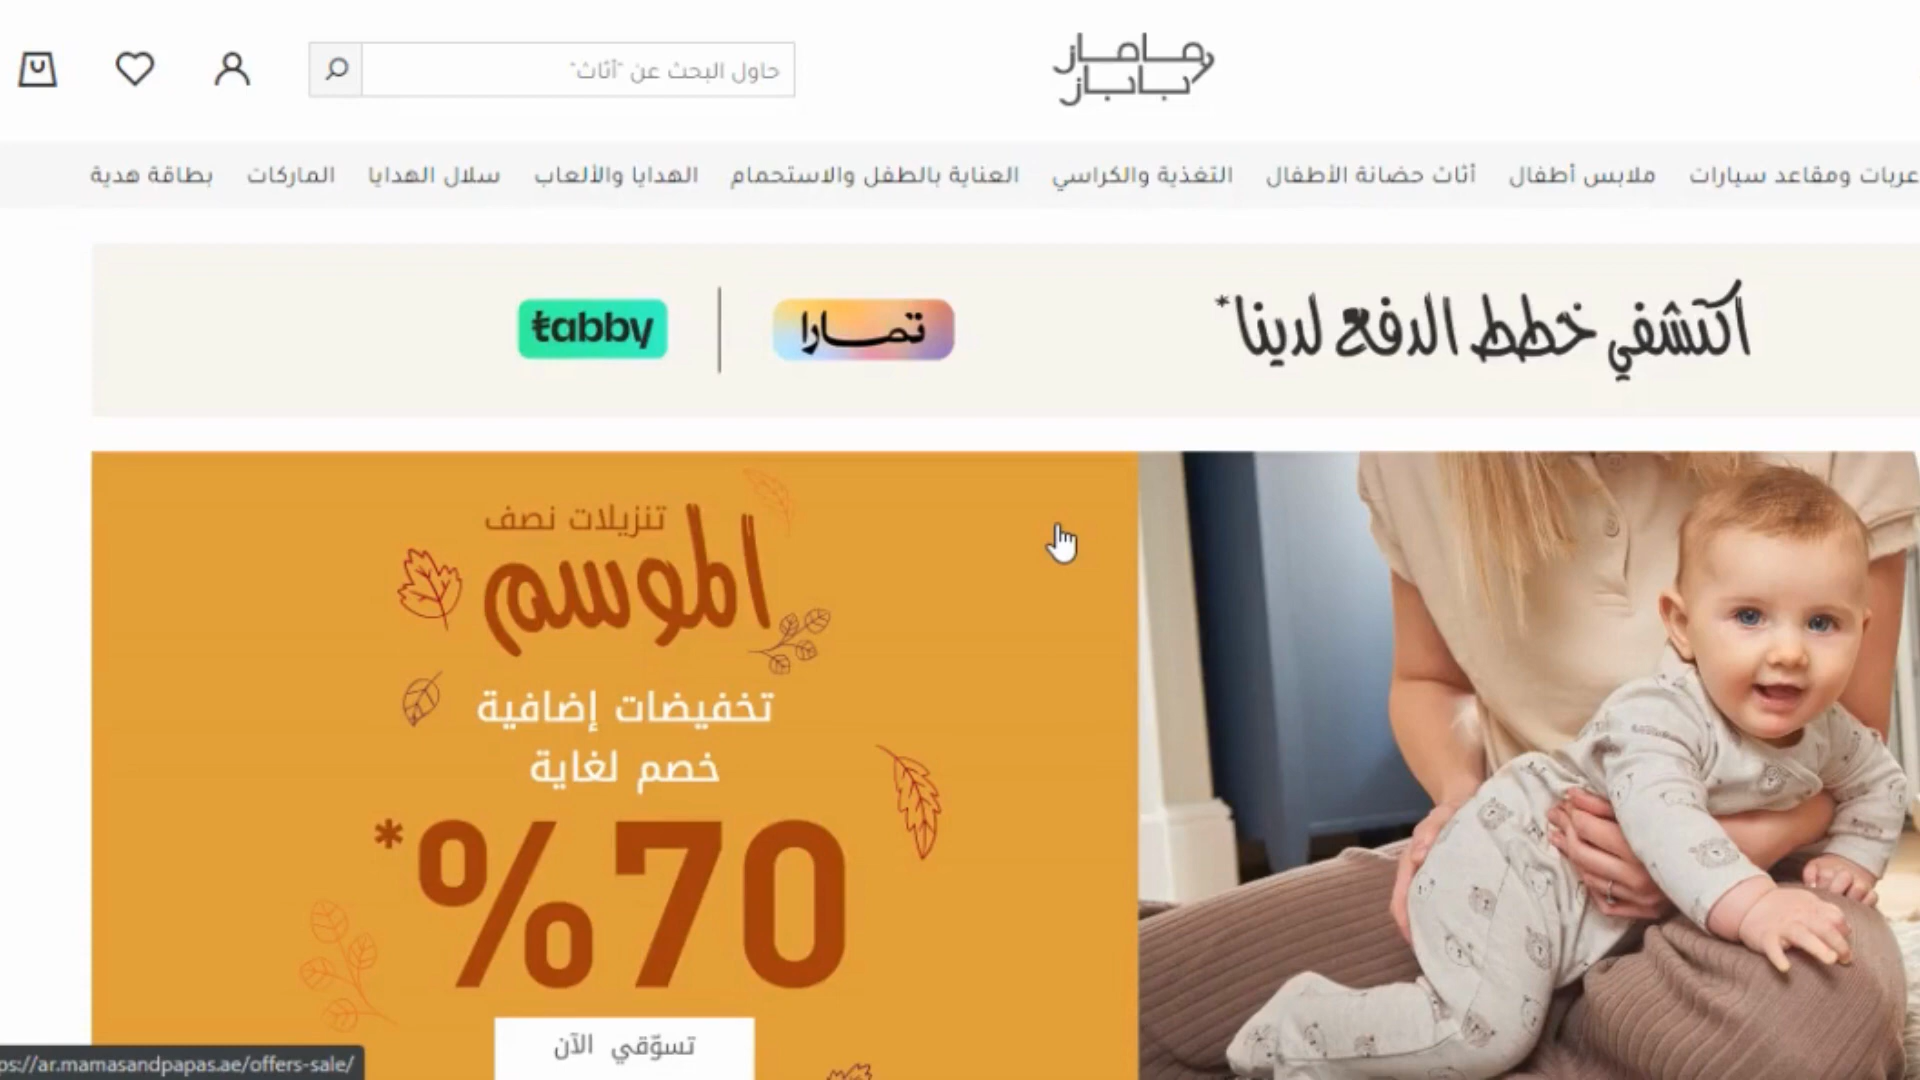 ماماز
باباز
حاول البحث عن "أثاث"
عربات ومقاعد سيارات
ملابس أطفال
أثاث حضانة الأطفال
التغذية والكراسي
العناية بالطفل والاستحمام
الهدايا والألعاب
سلال الهدايا
الماركات
بطاقة هدية
اكتشفي خطط الدفع لدينا*
تمارا
tabby
تنزيلات نصف
الموسم
تخفيضات إضافية
خصم لغاية
70%*
تسوّقي الآن
ps://ar.mamasandpapas.ae/offers-sale/